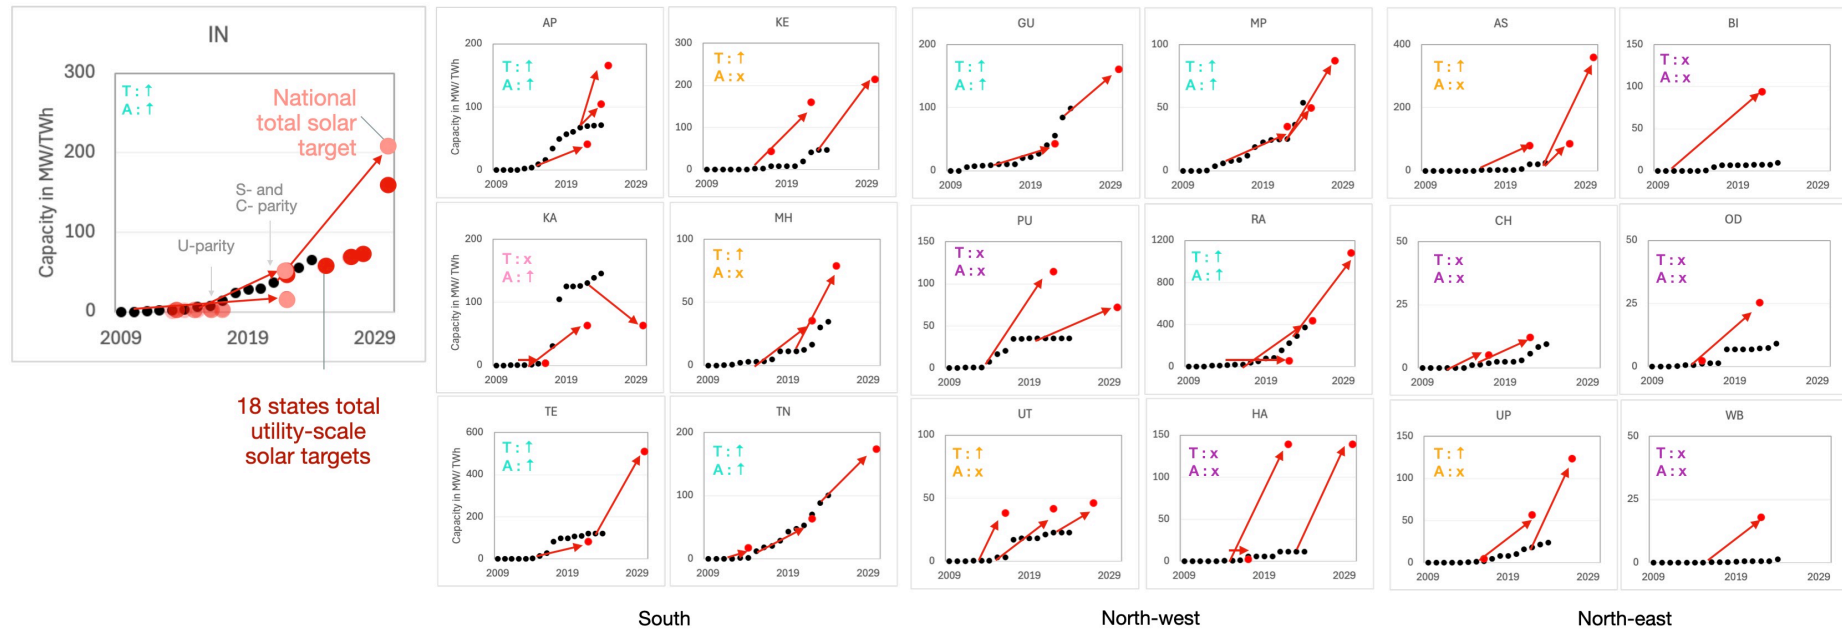 IN
Capacity in MW/TWh
300
200
100
0
2009
2019
2029
T : ↑
A : ↑
National
total solar
target
S- and
C- parity
U-parity
18 states total
utility-scale
solar targets
AP
Capacity in MW/ TWh
200
100
0
2009 2019 2029
T : ↑
A : ↑
KE
300
200
100
0
2009 2019 2029
T : ↑
A : x
KA
Capacity in MW/ TWh
200
100
0
2009 2019 2029
T : x
A : ↑
MH
100
50
0
2009 2019 2029
T : ↑
A : x
TE
Capacity in MW/ TWh
600
400
200
0
2009 2019 2029
T : ↑
A : ↑
TN
200
100
0
2009 2019 2029
T : ↑
A : ↑
South
GU
200
100
0
2009 2019 2029
T : ↑
A : ↑
MP
100
50
0
2009 2019 2029
T : ↑
A : ↑
PU
150
100
50
0
2009 2019 2029
T : x
A : x
RA
1200
800
400
0
2009 2019 2029
T : ↑
A : ↑
UT
100
50
0
2009 2019 2029
T : ↑
A : x
HA
150
100
50
0
2009 2019 2029
T : x
A : x
North-west
AS
400
200
0
2009 2019 2029
T : ↑
A : x
BI
150
100
50
0
2009 2019 2029
T : x
A : x
CH
50
25
0
2009 2019 2029
T : x
A : x
OD
50
25
0
2009 2019 2029
T : x
A : x
UP
150
100
50
0
2009 2019 2029
T : ↑
A : x
WB
50
25
0
2009 2019 2029
T : x
A : x
North-east